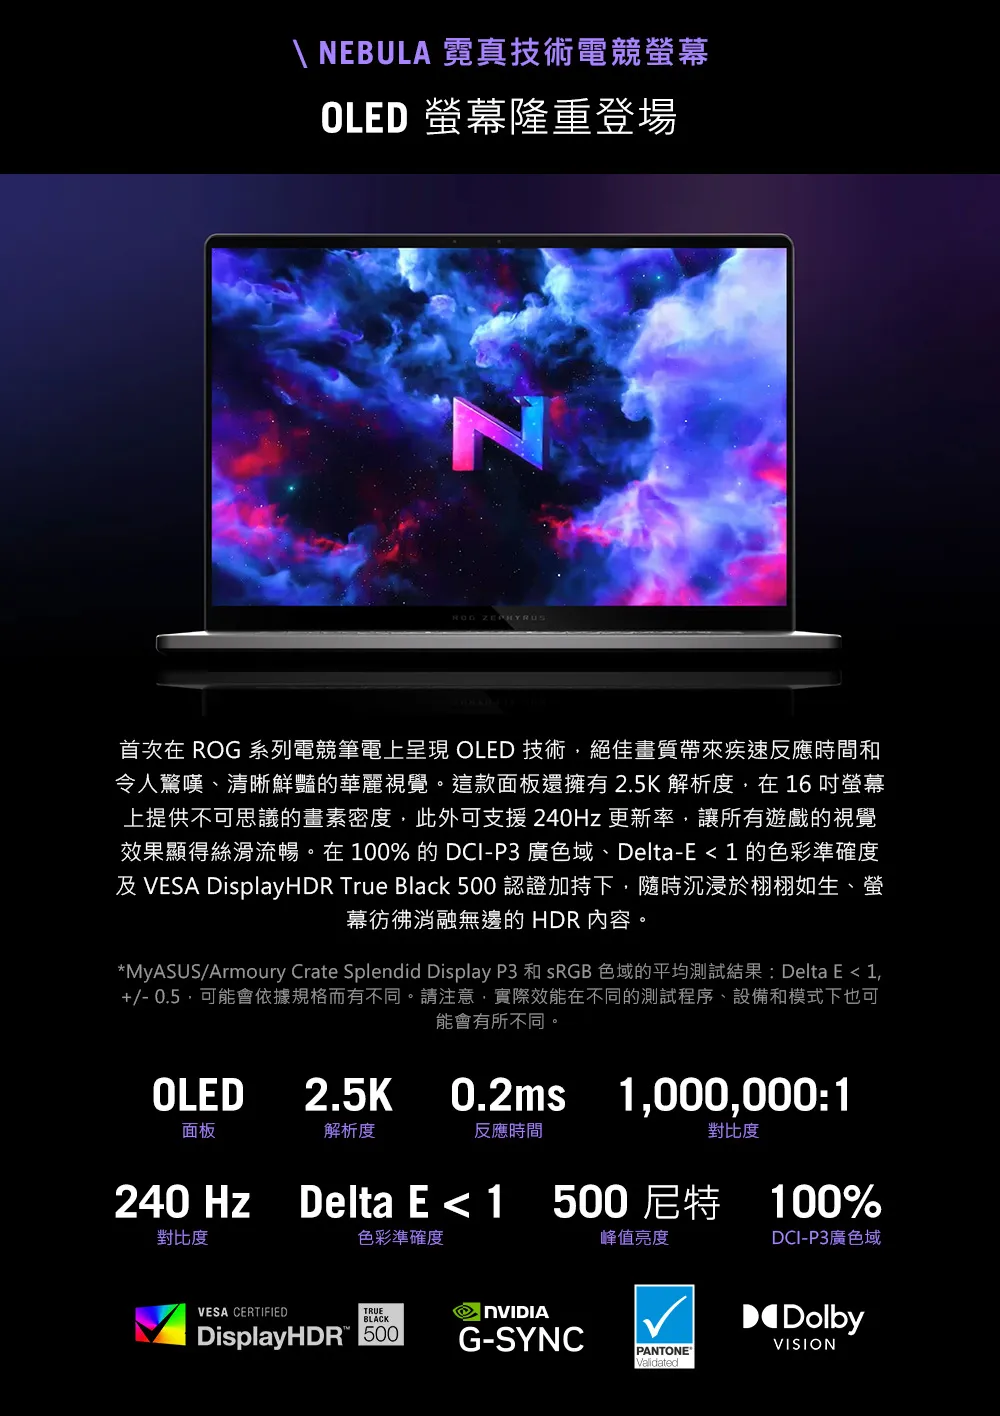 \ NEBULA 霓真技術電競螢幕
OLED 螢幕隆重登場
N
ROG ZEPHYRUS
首次在 ROG 系列電競筆電上呈現 OLED 技術，絕佳畫質帶來疾速反應時間和
令人驚嘆、清晰鮮豔的華麗視覺。這款面板還擁有 2.5K 解析度，在 16 吋螢幕
上提供不可思議的畫素密度，此外可支援 240Hz 更新率，讓所有遊戲的視覺
效果顯得絲滑流暢。在 100% 的 DCI-P3 廣色域、Delta-E < 1 的色彩準確度
及 VESA DisplayHDR True Black 500 認證加持下，隨時沉浸於栩栩如生、螢
幕彷彿消融無邊的 HDR 內容。
*MyASUS/Armoury Crate Splendid Display P3 和 sRGB 色域的平均測試結果：Delta E < 1,
+/- 0.5，可能會依據規格而有不同。請注意，實際效能在不同的測試程序、設備和模式下也可
能會有所不同。
OLED 2.5K 0.2ms 1,000,000:1
面板 解析度 反應時間 對比度
240 Hz Delta E < 1 500 尼特 100%
對比度 色彩準確度 峰值亮度 DCI-P3廣色域
VESA CERTIFIED
DisplayHDR™
TRUE
BLACK
500
NVIDIA
G-SYNC
PANTONE®
Validated
Dolby
VISION